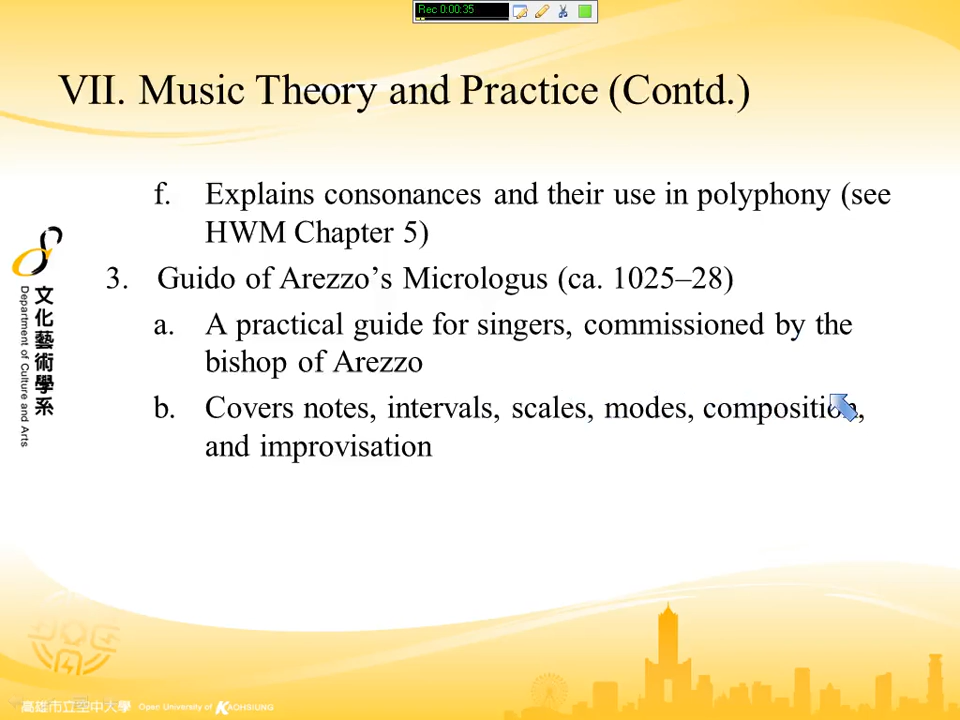 Rec 0:00:35
VII. Music Theory and Practice (Contd.)
f. Explains consonances and their use in polyphony (see
HWM Chapter 5)
3. Guido of Arezzo’s Micrologus (ca. 1025–28)
a. A practical guide for singers, commissioned by the
bishop of Arezzo
b. Covers notes, intervals, scales, modes, composition,
and improvisation
文化藝術學系
Department of Culture and Arts
高雄市立空中大學 Open University of KAOHSIUNG